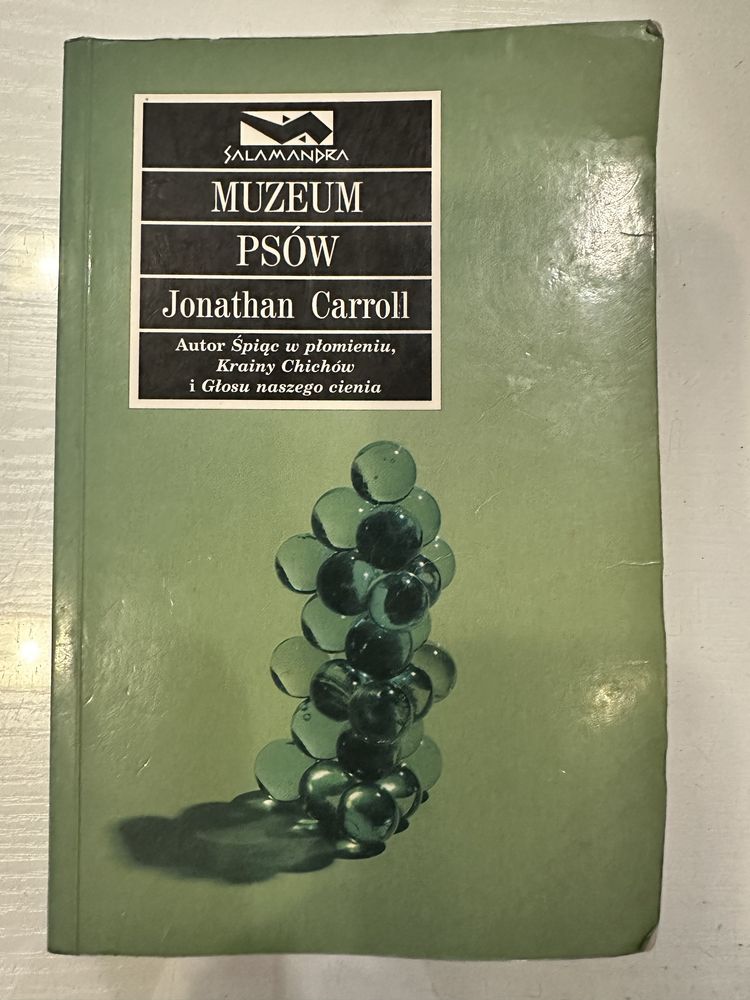 SALAMANDRA
MUZEUM
PSÓW
Jonathan Carroll
Autor Śpiąc w płomieniu,
Krainy Chichów
i Głosu naszego cienia